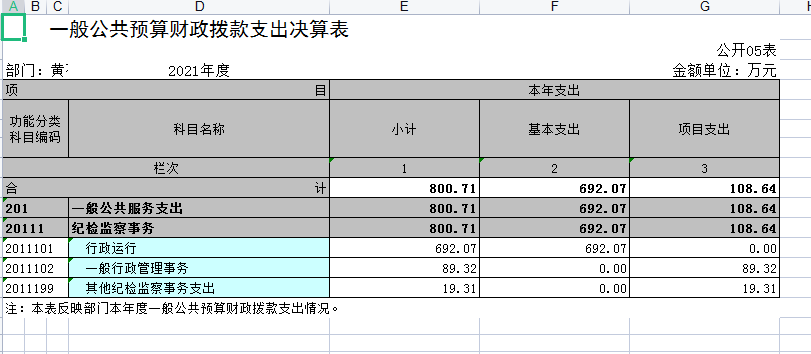 A B C D E F G
一般公共预算财政拨款支出决算表
公开05表
部门：黄 2021年度 金额单位：万元
项 目 本年支出
功能分类科目编码 科目名称 小计 基本支出 项目支出
栏次 1 2 3
合 计 800.71 692.07 108.64
201 一般公共服务支出 800.71 692.07 108.64
20111 纪检监察事务 800.71 692.07 108.64
2011101 行政运行 692.07 692.07 0.00
2011102 一般行政管理事务 89.32 0.00 89.32
2011199 其他纪检监察事务支出 19.31 0.00 19.31
注：本表反映部门本年度一般公共预算财政拨款支出情况。